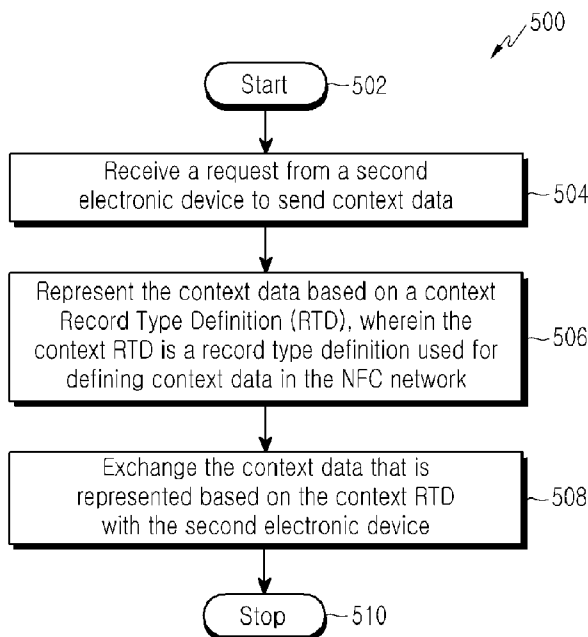 500
Start
502
Receive a request from a second
electronic device to send context data
504
Represent the context data based on a context
Record Type Definition (RTD), wherein the
context RTD is a record type definition used for
defining context data in the NFC network
506
Exchange the context data that is
represented based on the context RTD
with the second electronic device
508
Stop
510